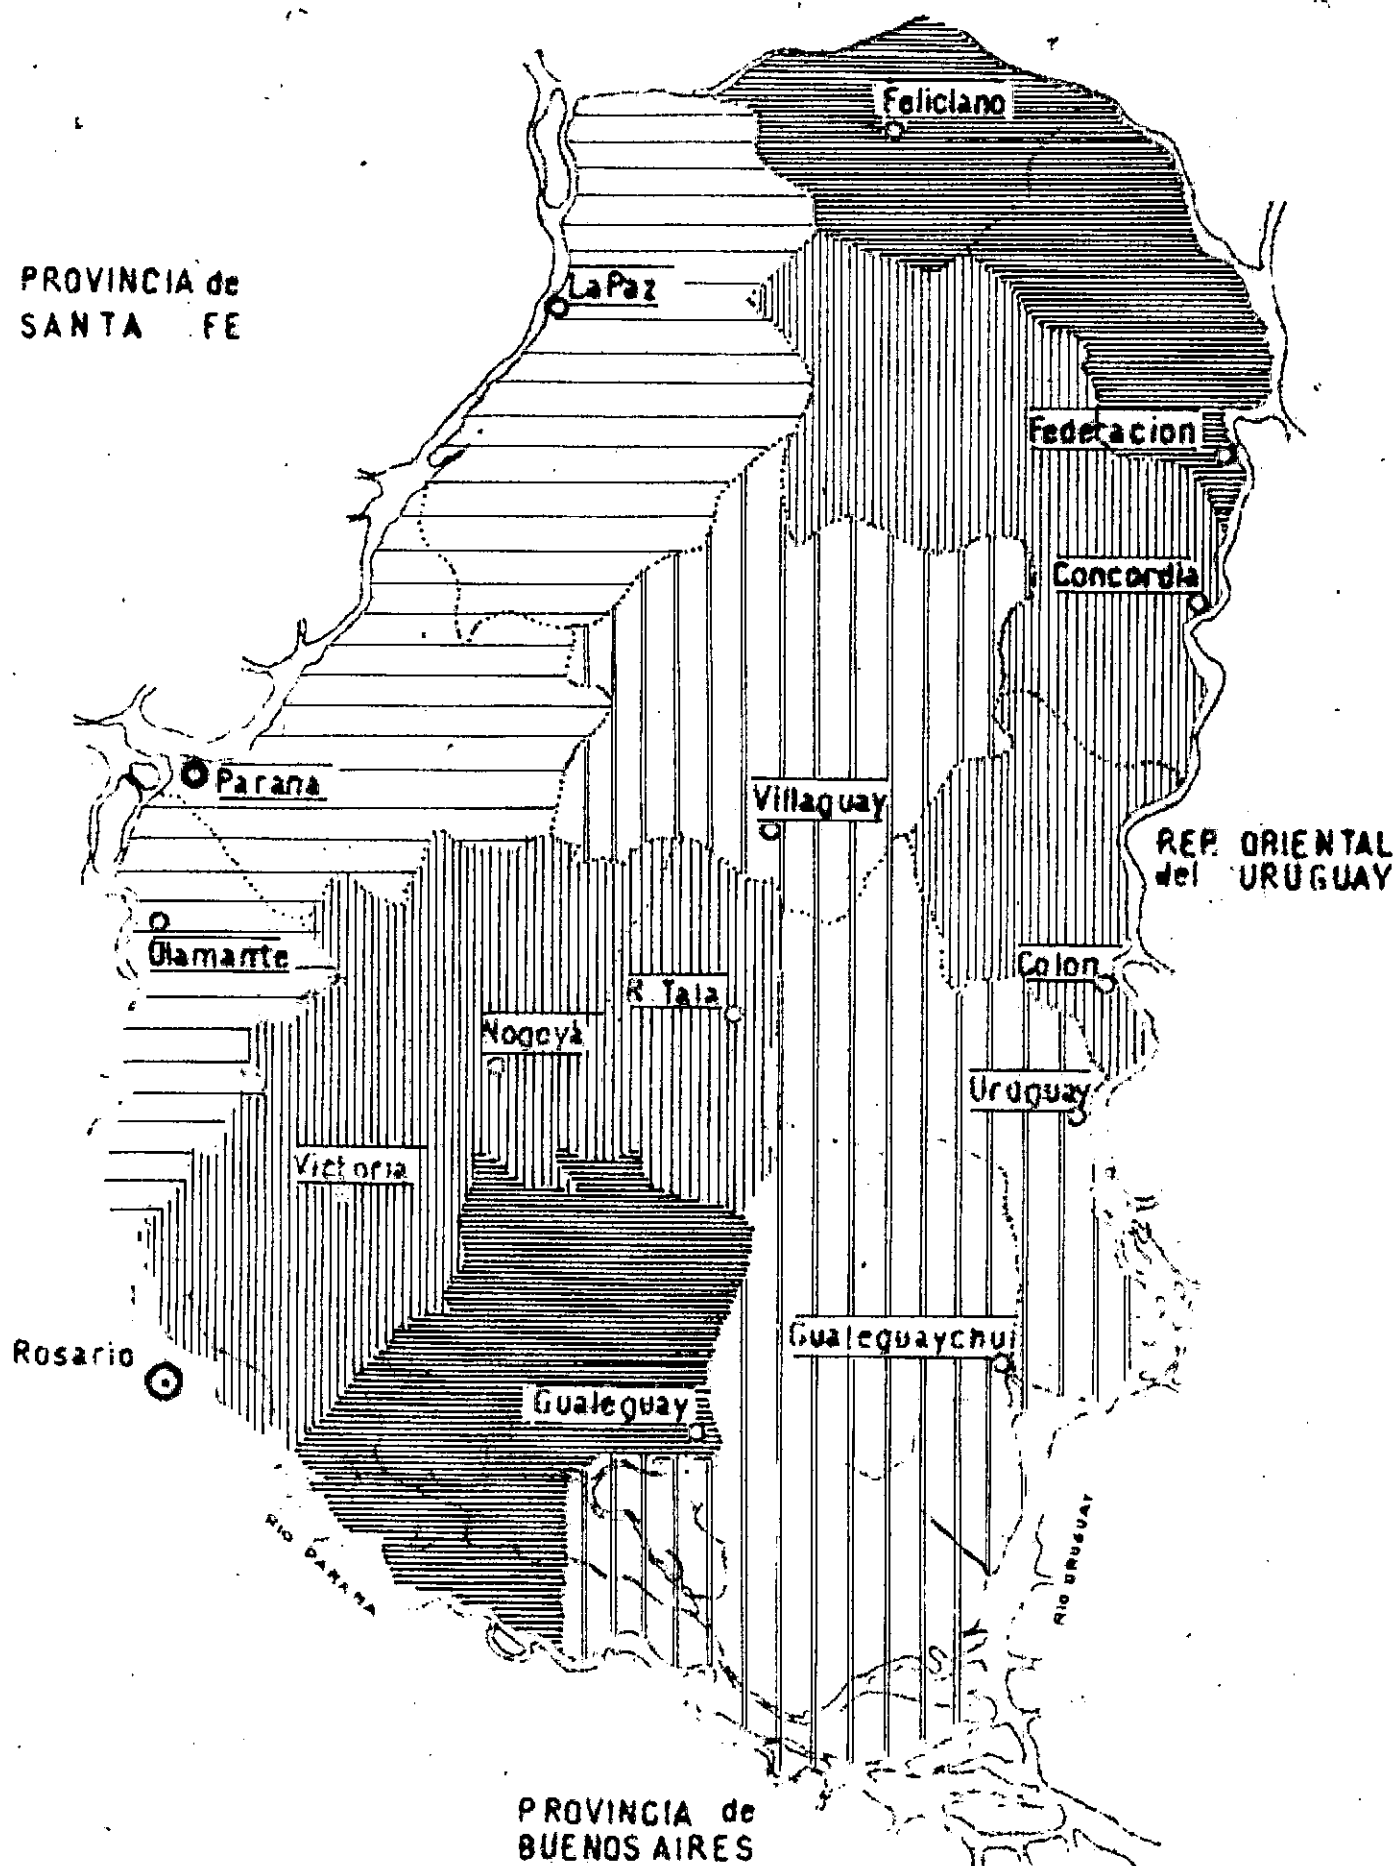 Feliciano
PROVINCIA de
SANTA FE
La Paz
Federacion
Concordia
Parana
Villaguay
REP. ORIENTAL
del URUGUAY
Diamante
Colon
R. Tala
Nogoyá
Uruguay
Victoria
Rosario
Gualeguaychu
Gualeguay
RIO PARANA
RIO URUGUAY
PROVINCIA de
BUENOS AIRES